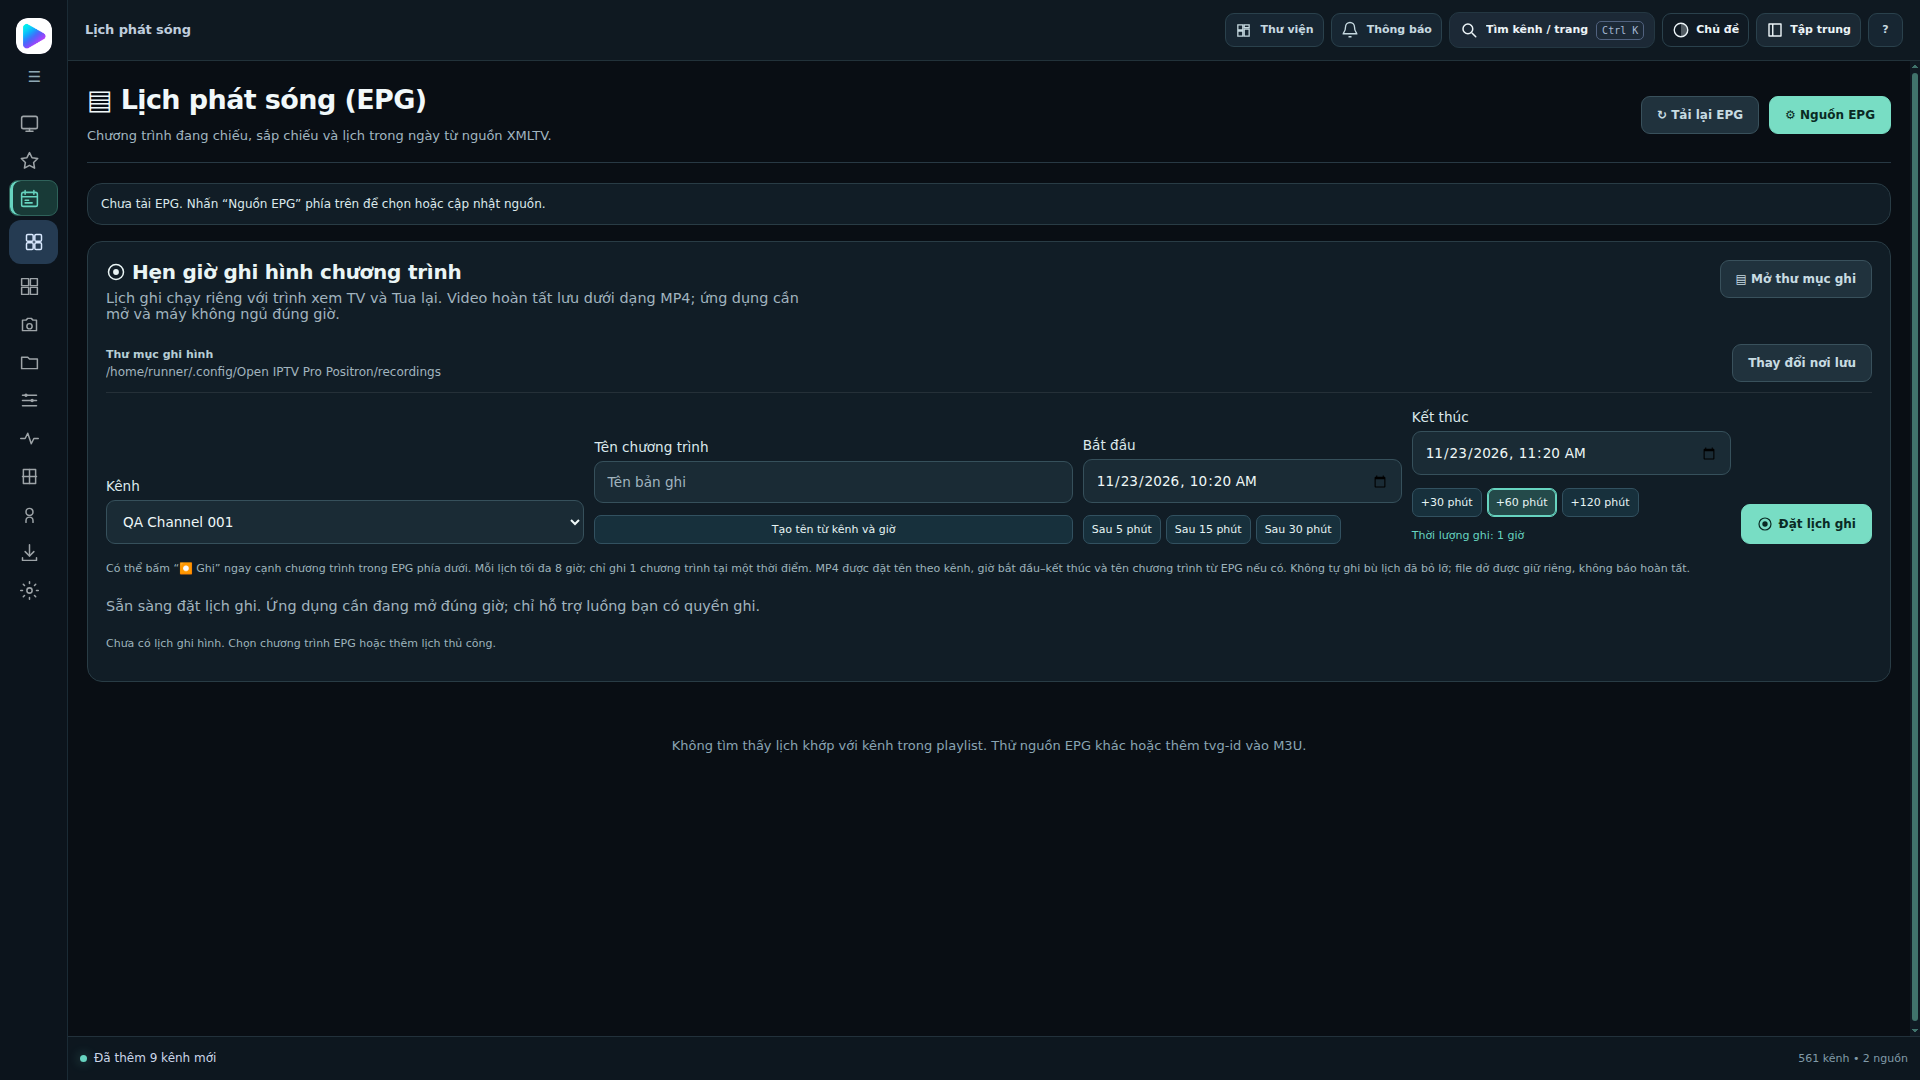 Lịch phát sóng
Thư viện
Thông báo
Tìm kênh / trang
Ctrl K
Chủ đề
Tập trung
?
Lịch phát sóng (EPG)
Chương trình đang chiếu, sắp chiếu và lịch trong ngày từ nguồn XMLTV.
↻ Tải lại EPG
⚙ Nguồn EPG
Chưa tải EPG. Nhấn “Nguồn EPG” phía trên để chọn hoặc cập nhật nguồn.
Hẹn giờ ghi hình chương trình
Lịch ghi chạy riêng với trình xem TV và Tua lại. Video hoàn tất lưu dưới dạng MP4; ứng dụng cần
mở và máy không ngủ đúng giờ.
Mở thư mục ghi
Thư mục ghi hình
/home/runner/.config/Open IPTV Pro Positron/recordings
Thay đổi nơi lưu
Kênh
QA Channel 001
Tên chương trình
Tên bản ghi
Tạo tên từ kênh và giờ
Bắt đầu
11/23/2026, 10:20 AM
Sau 5 phút
Sau 15 phút
Sau 30 phút
Kết thúc
11/23/2026, 11:20 AM
+30 phút
+60 phút
+120 phút
Thời lượng ghi: 1 giờ
Đặt lịch ghi
Có thể bấm “⏺ Ghi” ngay cạnh chương trình trong EPG phía dưới. Mỗi lịch tối đa 8 giờ; chỉ ghi 1 chương trình tại một thời điểm. MP4 được đặt tên theo kênh, giờ bắt đầu–kết thúc và tên chương trình từ EPG nếu có. Không tự ghi bù lịch đã bỏ lỡ; file dở được giữ riêng, không báo hoàn tất.
Sẵn sàng đặt lịch ghi. Ứng dụng cần đang mở đúng giờ; chỉ hỗ trợ luồng bạn có quyền ghi.
Chưa có lịch ghi hình. Chọn chương trình EPG hoặc thêm lịch thủ công.
Không tìm thấy lịch khớp với kênh trong playlist. Thử nguồn EPG khác hoặc thêm tvg-id vào M3U.
Đã thêm 9 kênh mới
561 kênh • 2 nguồn